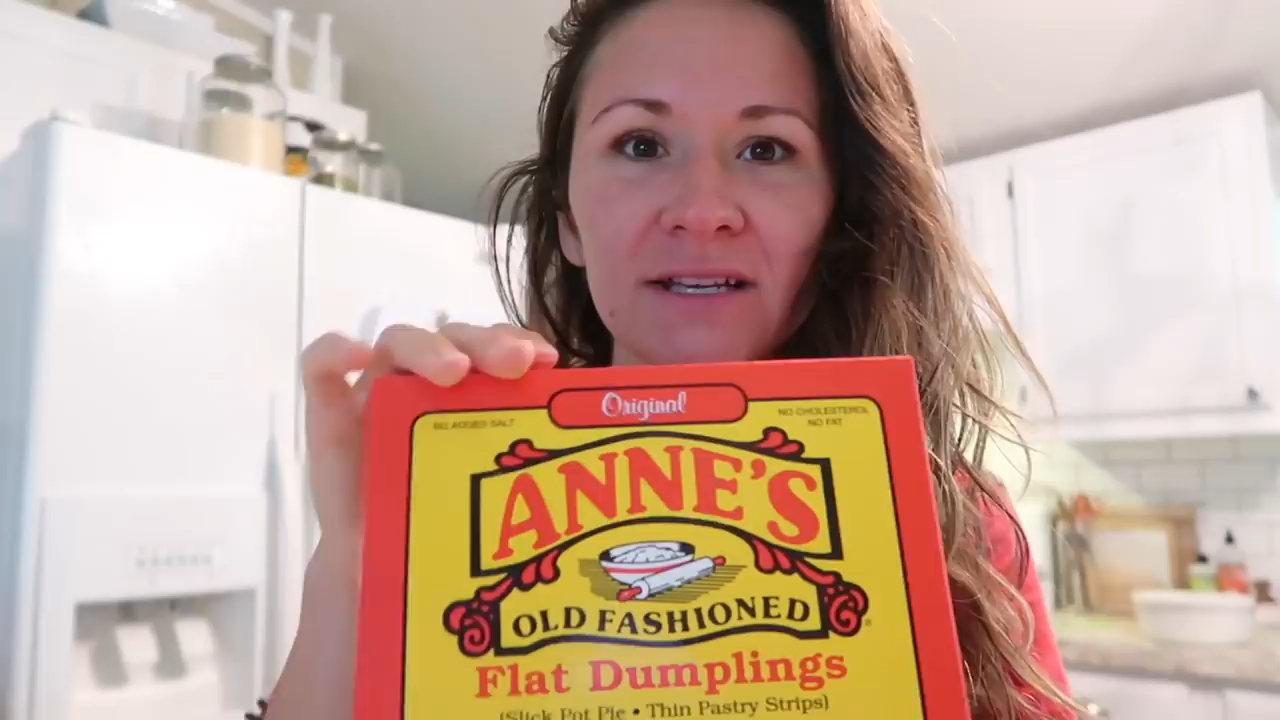 Original
NO ADDED SALT
NO CHOLESTEROL
NO FAT
ANNE'S
OLD FASHIONED
®
Flat Dumplings
(Slick Pot Pie • Thin Pastry Strips)